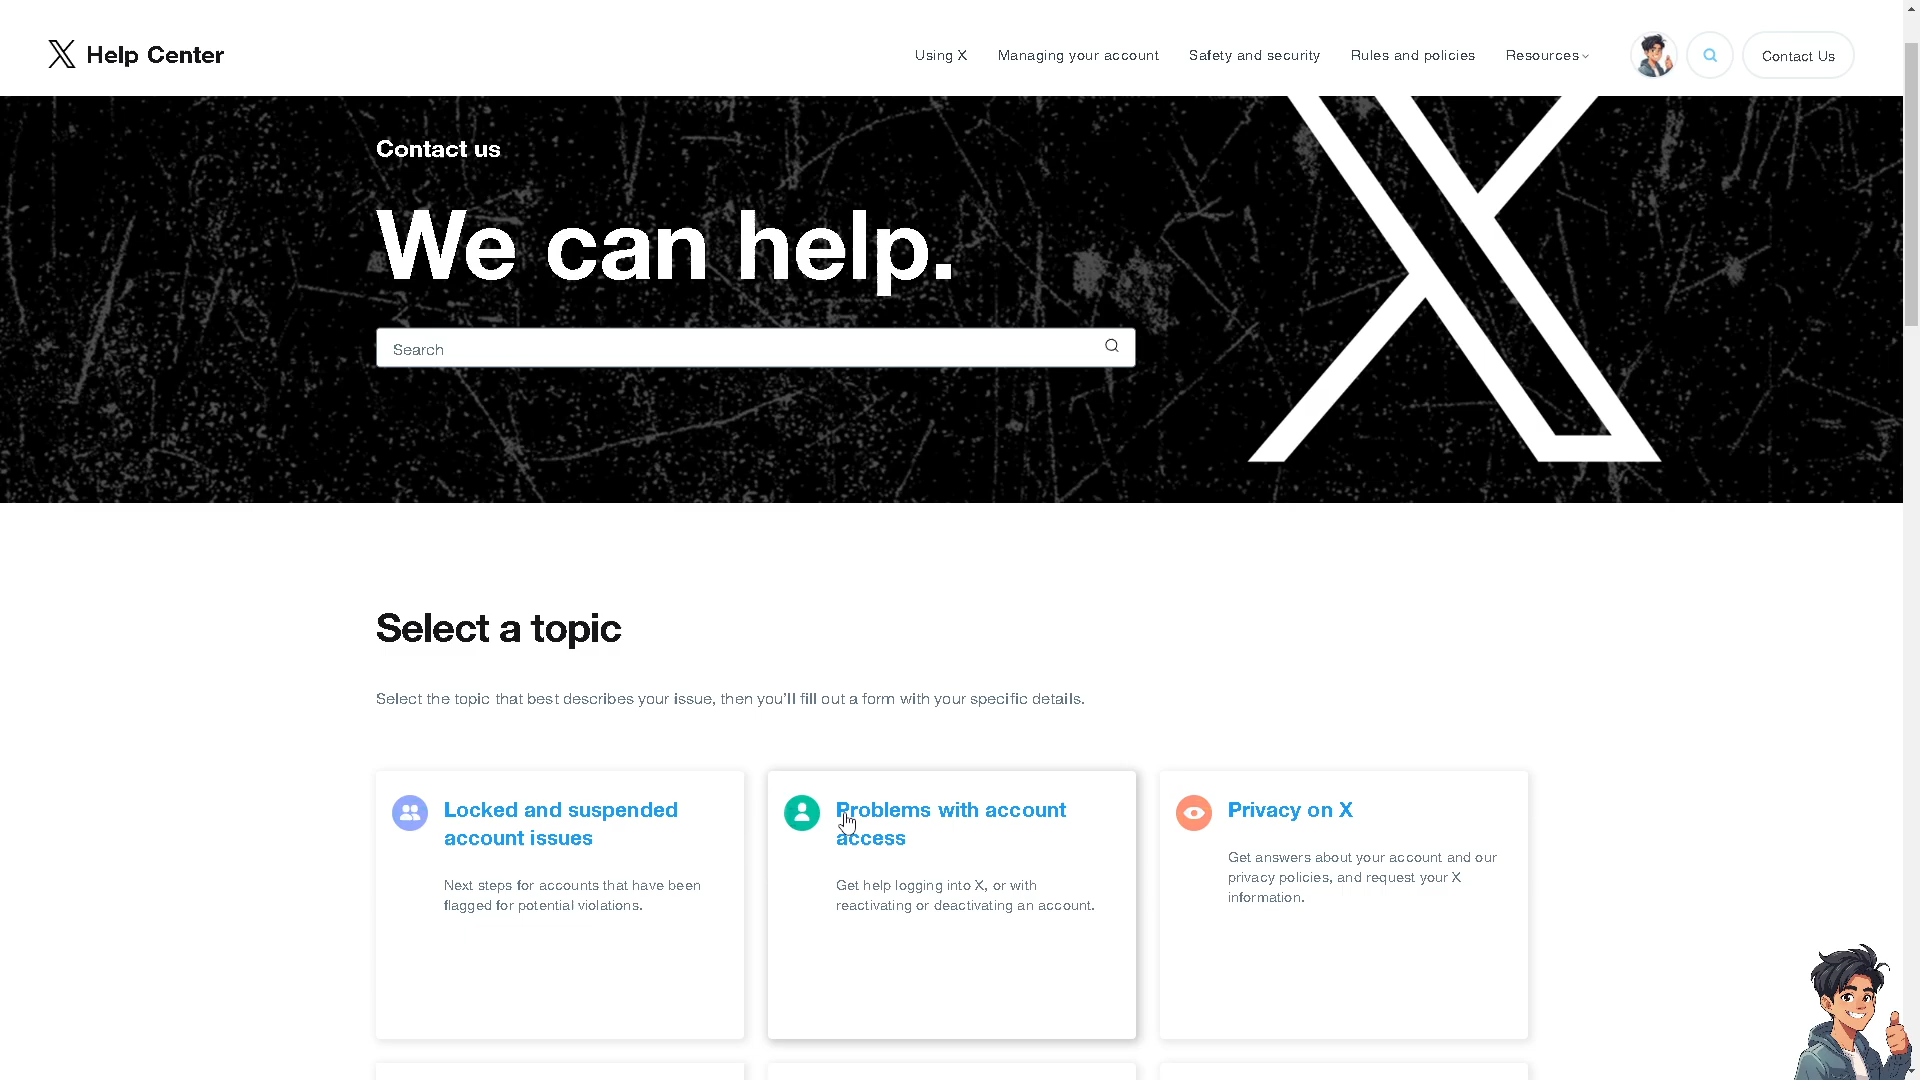 Help Center
Using X
Managing your account
Safety and security
Rules and policies
Resources
Contact Us
Contact us
We can help.
Search
Select a topic
Select the topic that best describes your issue, then you'll fill out a form with your specific details.
Locked and suspended
account issues
Next steps for accounts that have been
flagged for potential violations.
Problems with account
access
Get help logging into X, or with
reactivating or deactivating an account.
Privacy on X
Get answers about your account and our
privacy policies, and request your X
information.